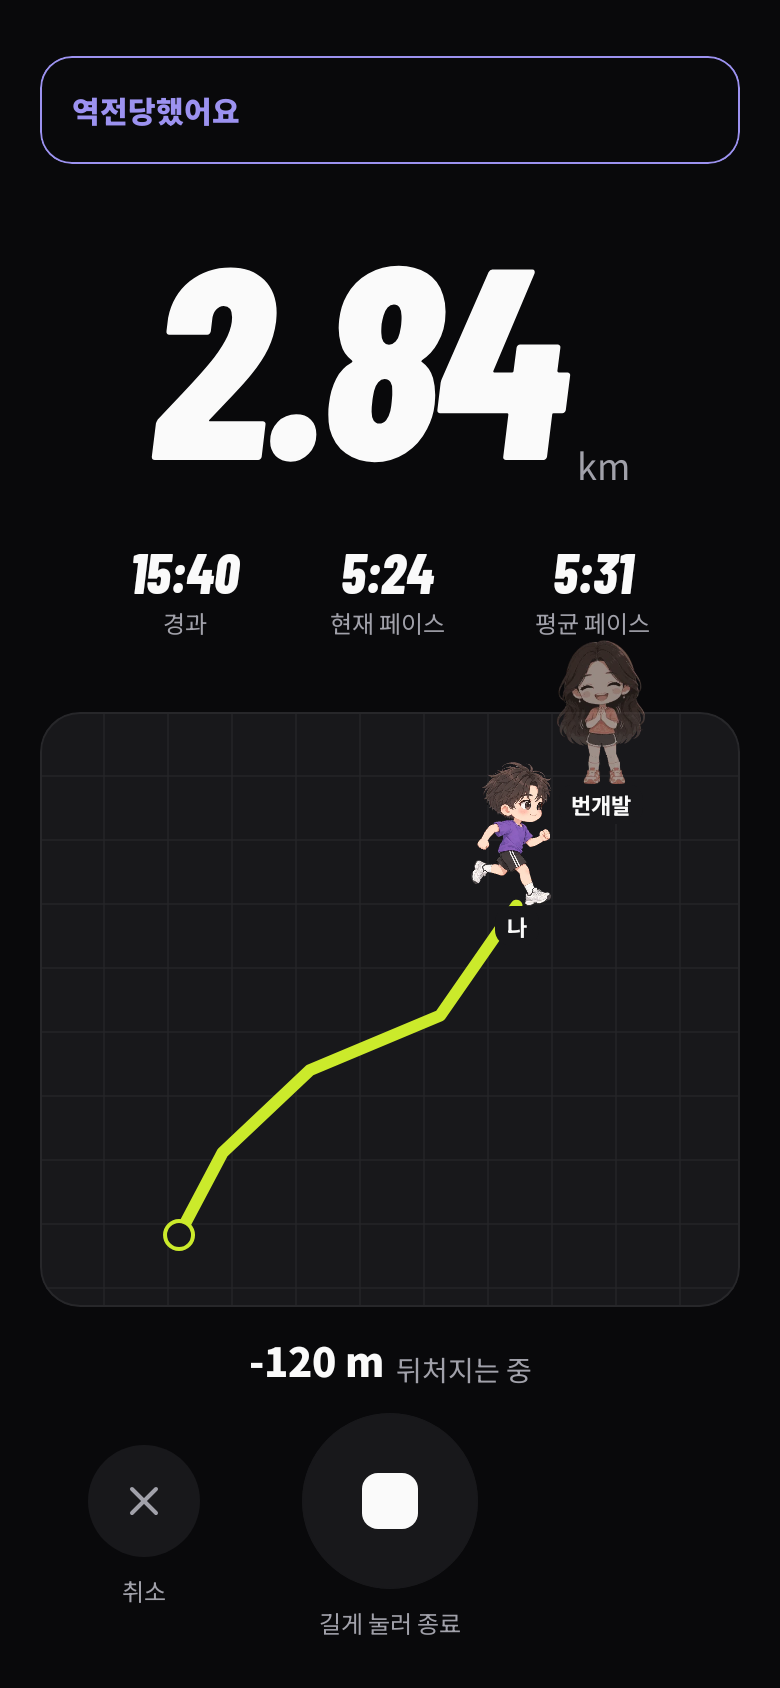 역전당했어요
2.84 km
15:40 5:24 5:31
경과 현재 페이스 평균 페이스
번개발
나
-120 m 뒤처지는 중
취소
길게 눌러 종료